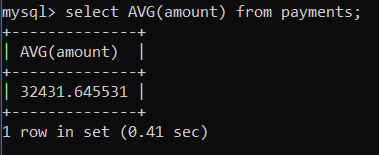 mysql> select AVG(amount) from payments;
+--------------+
| AVG(amount)  |
+--------------+
| 32431.645531 |
+--------------+
1 row in set (0.41 sec)